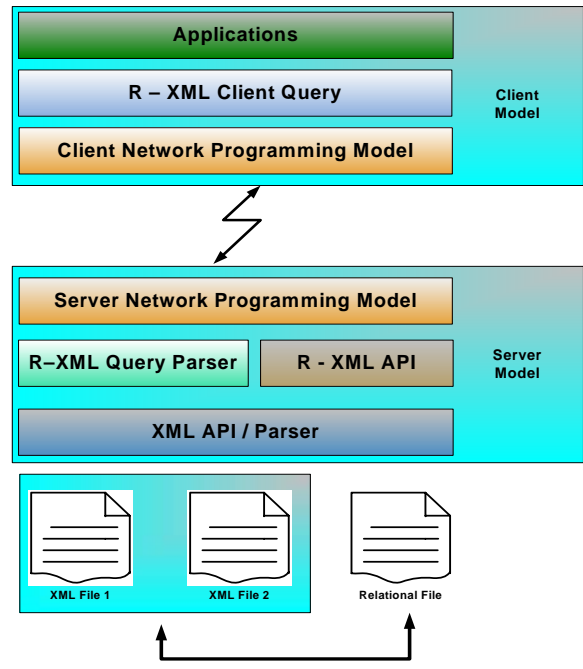 Applications
R – XML Client Query
Client Network Programming Model
Client
Model
Server Network Programming Model
R–XML Query Parser
R - XML API
Server
Model
XML API / Parser
XML File 1
XML File 2
Relational File